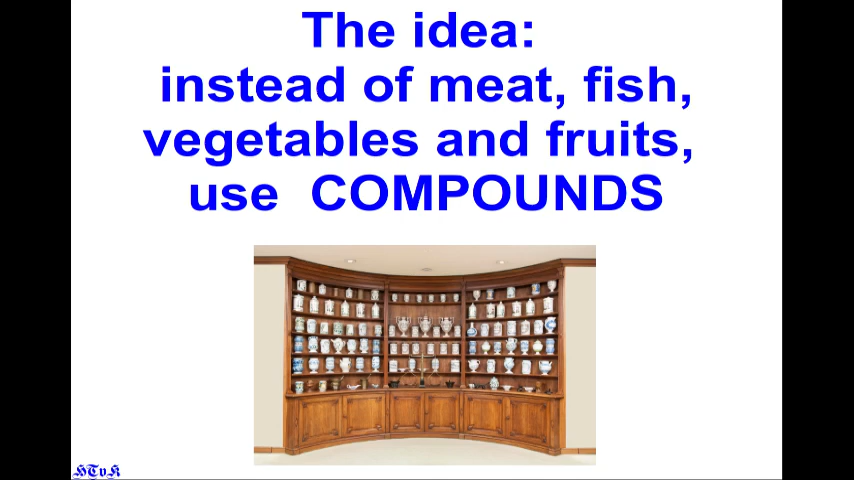 The idea:
instead of meat, fish,
vegetables and fruits,
use COMPOUNDS
HTvK